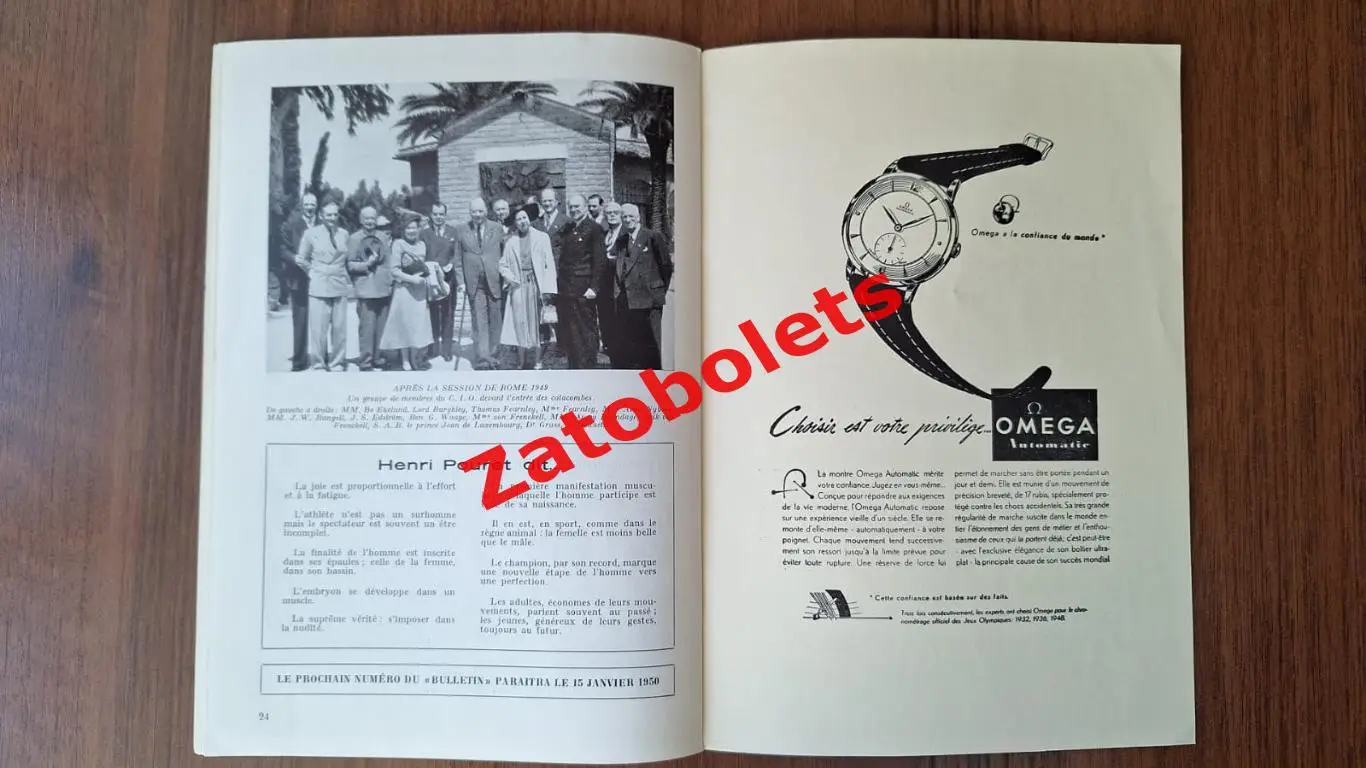 APRÈS LA SESSION DE ROME 1949
Un groupe de membres du C. I. O. devant l'entrée des catacombes.
De gauche à droite : MM. Bo Ekelund, Lord Burghley, Thomas Fearnley, Mme Fearnley,
MM. J. W. Rangell, J. S. Edström, Ben G. Waage, Mme von Frenckell,
Frenckell, S. A. R. le prince Jean de Luxembourg, Dr
Henri Pouret dit
La joie est proportionnelle à l'effort
et à la fatigue.
L'athlète n'est pas un surhomme
mais le spectateur est souvent un être
incomplet.
La finalité de l'homme est inscrite
dans ses épaules ; celle de la femme,
dans son bassin.
L'embryon se développe dans un
muscle.
La suprême vérité : s'imposer dans
la nudité.
manifestation muscu-
laquelle l'homme participe est
de sa naissance.
Il en est, en sport, comme dans le
règne animal : la femelle est moins belle
que le mâle.
Le champion, par son record, marque
une nouvelle étape de l'homme vers
une perfection.
Les adultes, économes de leurs mou-
vements, parlent souvent au passé ;
les jeunes, généreux de leurs gestes,
toujours au futur.
LE PROCHAIN NUMÉRO DU «BULLETIN» PARAITRA LE 15 JANVIER 1950
24
Zatobolets
OMEGA
Omega a la confiance du monde*
Choisir est votre privilège...
Ω
OMEGA
Automatic
La montre Omega Automatic mérite
votre confiance. Jugez en vous-même...
Conçue pour répondre aux exigences
de la vie moderne, l'Omega Automatic repose
sur une expérience vieille d'un siècle. Elle se re-
monte d'elle-même - automatiquement - à votre
poignet. Chaque mouvement tend successive-
ment son ressort jusqu'à la limite prévue pour
éviter toute rupture. Une réserve de force lui
permet de marcher sans être portée pendant un
jour et demi. Elle est munie d'un mouvement de
précision breveté, de 17 rubis, spécialement pro-
tégé contre les chocs accidentels. Sa très grande
régularité de marche suscite dans le monde en-
tier l'étonnement des gens de métier et l'enthou-
siasme de ceux qui la portent déjà; c'est peut-être
- avec l'exclusive élégance de son boîtier ultra-
plat - la principale cause de son succès mondial
* Cette confiance est basée sur des faits.
Trois fois consécutivement, les experts ont choisi Omega pour le chro-
nométrage officiel des Jeux Olympiques: 1932, 1936, 1948.